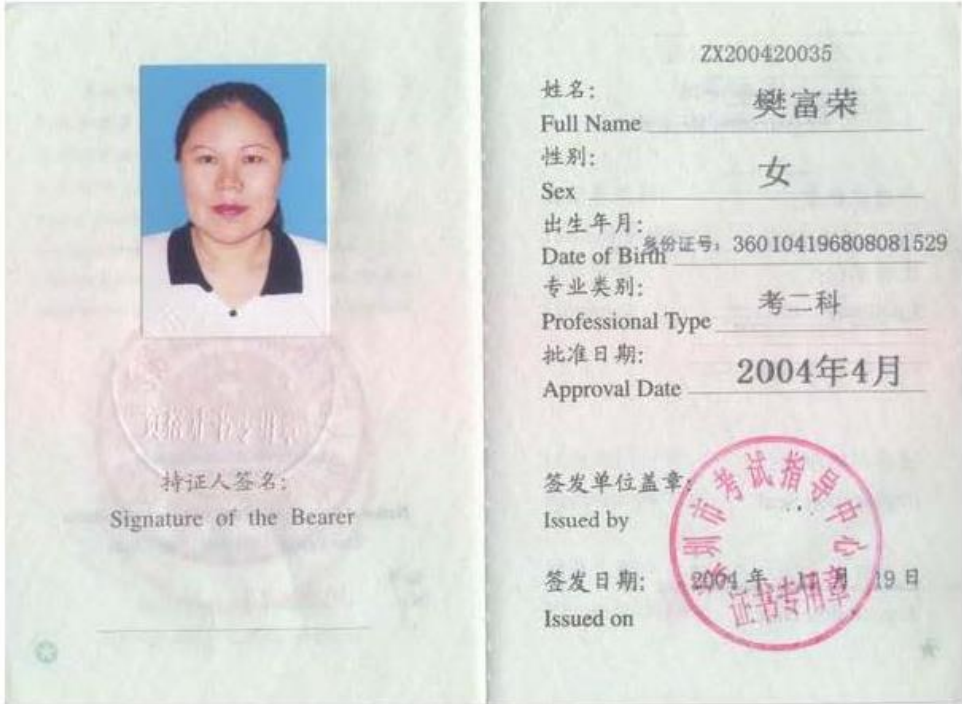 持证人签名:
Signature of the Bearer
ZX200420035
姓名:
樊富荣
Full Name
性别:
女
Sex
出生年月:
身份证号: 360104196808081529
Date of Birth
专业类别:
考二科
Professional Type
批准日期:
2004年4月
Approval Date
签发单位盖章:
Issued by
深圳市考试指导中心
证书专用章
签发日期: 2004 年 11 月 19 日
Issued on